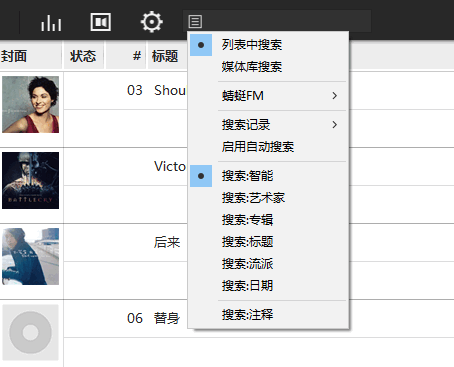 封面 状态 # 标题
列表中搜索
媒体库搜索
蜻蜓FM
搜索记录
启用自动搜索
搜索:智能
搜索:艺术家
搜索:专辑
搜索:标题
搜索:流派
搜索:日期
搜索:注释
03 Shou
Victo
BATTLECRY
后来
06 替身